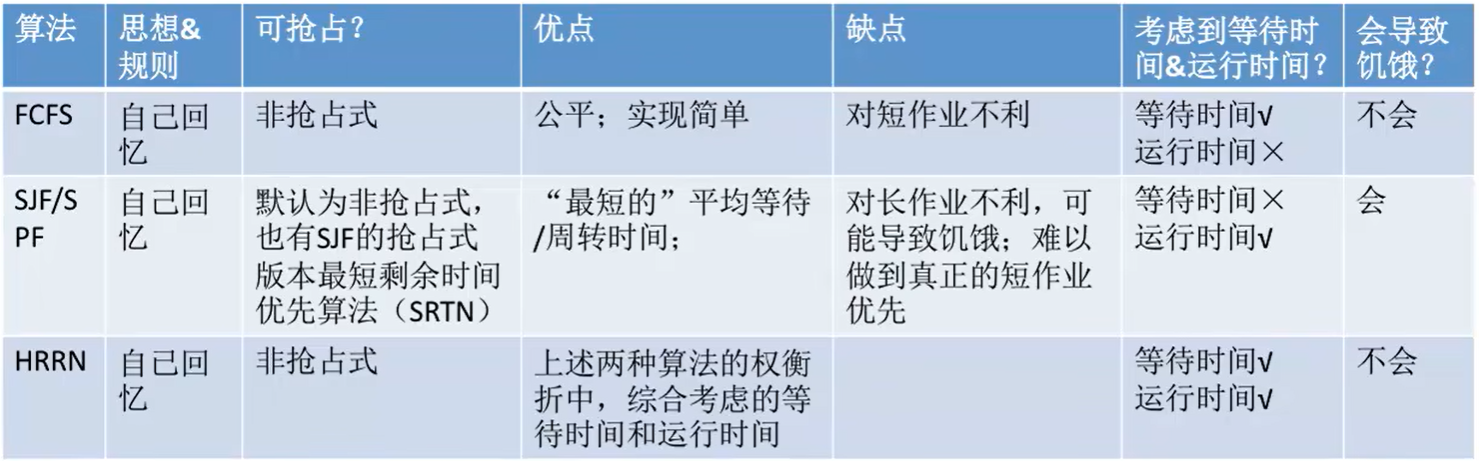 算法
思想&
规则
可抢占？
优点
缺点
考虑到等待时
间&运行时间？
会导致
饥饿？
FCFS
自己回
忆
非抢占式
公平；实现简单
对短作业不利
等待时间√
运行时间×
不会
SJF/S
PF
自己回
忆
默认为非抢占式，
也有SJF的抢占式
版本最短剩余时间
优先算法（SRTN）
“最短的”平均等待
/周转时间；
对长作业不利，可
能导致饥饿；难以
做到真正的短作业
优先
等待时间×
运行时间√
会
HRRN
自己回
忆
非抢占式
上述两种算法的权衡
折中，综合考虑的等
待时间和运行时间
等待时间√
运行时间√
不会